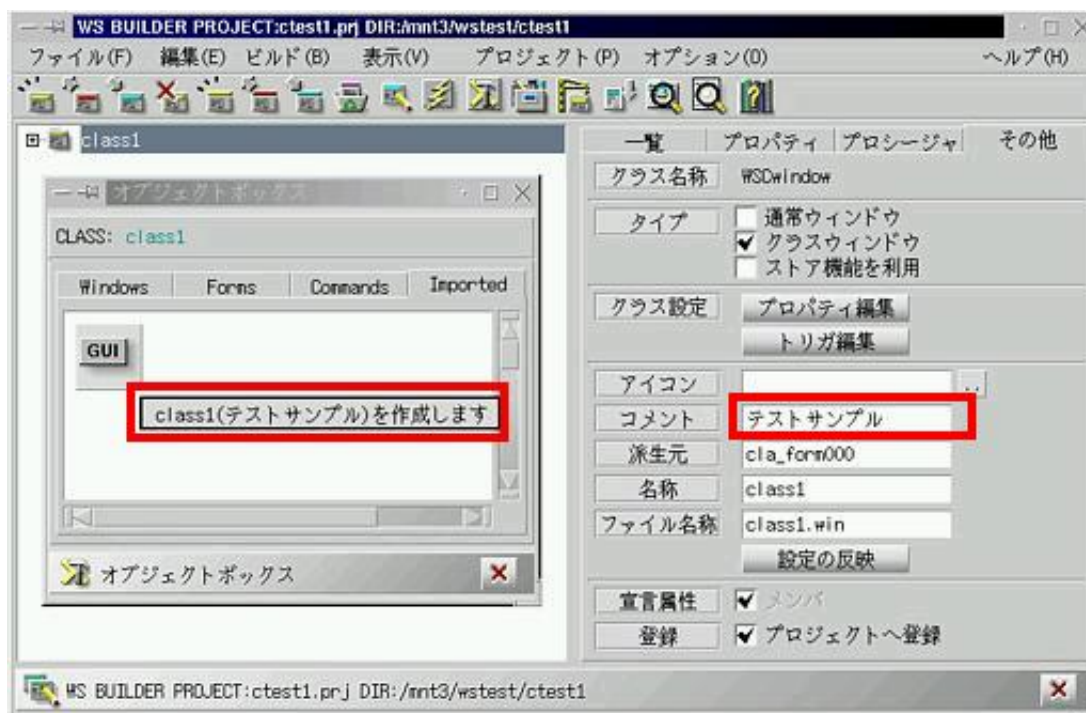 WS BUILDER PROJECT:ctest1.prj DIR:/mnt3/wstest/ctest1
ファイル(F) 編集(E) ビルド(B) 表示(V) プロジェクト(P) オプション(O) ヘルプ(H)
class1
オブジェクトボックス
CLASS: class1
Windows Forms Commands Imported
GUI
class1(テストサンプル)を作成します
オブジェクトボックス
一覧 プロパティ プロシージャ その他
クラス名称 WSDwindow
タイプ 通常ウィンドウ
クラスウィンドウ
ストア機能を利用
クラス設定 プロパティ編集
トリガ編集
アイコン ..
コメント テストサンプル
派生元 cla_form000
名称 class1
ファイル名称 class1.win
設定の反映
宣言属性 メンバ
登録 プロジェクトへ登録
WS BUILDER PROJECT:ctest1.prj DIR:/mnt3/wstest/ctest1